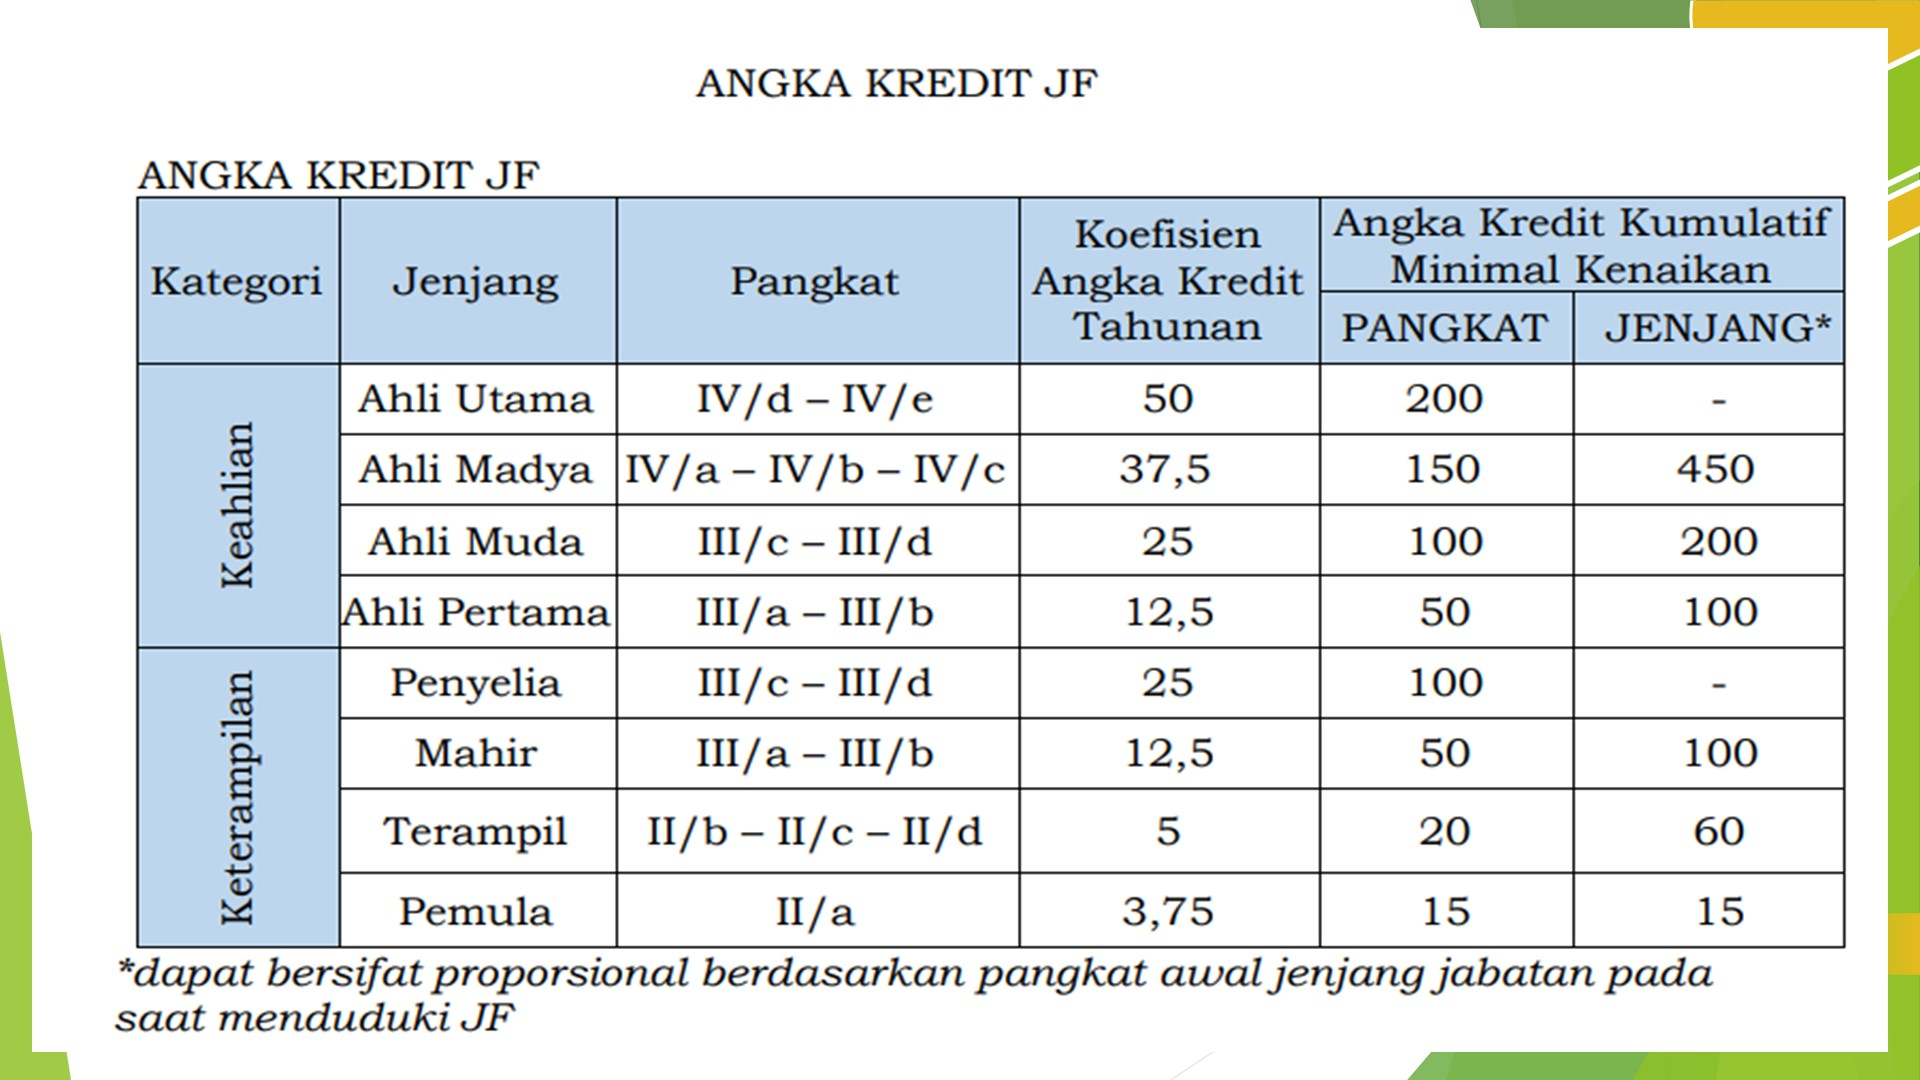 ANGKA KREDIT JF
ANGKA KREDIT JF
Kategori
Jenjang
Pangkat
Koefisien
Angka Kredit
Tahunan
Angka Kredit Kumulatif
Minimal Kenaikan
PANGKAT
JENJANG*
Keahlian
Ahli Utama IV/d – IV/e 50 200 -
Ahli Madya IV/a – IV/b – IV/c 37,5 150 450
Ahli Muda III/c – III/d 25 100 200
Ahli Pertama III/a – III/b 12,5 50 100
Keterampilan
Penyelia III/c – III/d 25 100 -
Mahir III/a – III/b 12,5 50 100
Terampil II/b – II/c – II/d 5 20 60
Pemula II/a 3,75 15 15
*dapat bersifat proporsional berdasarkan pangkat awal jenjang jabatan pada
saat menduduki JF